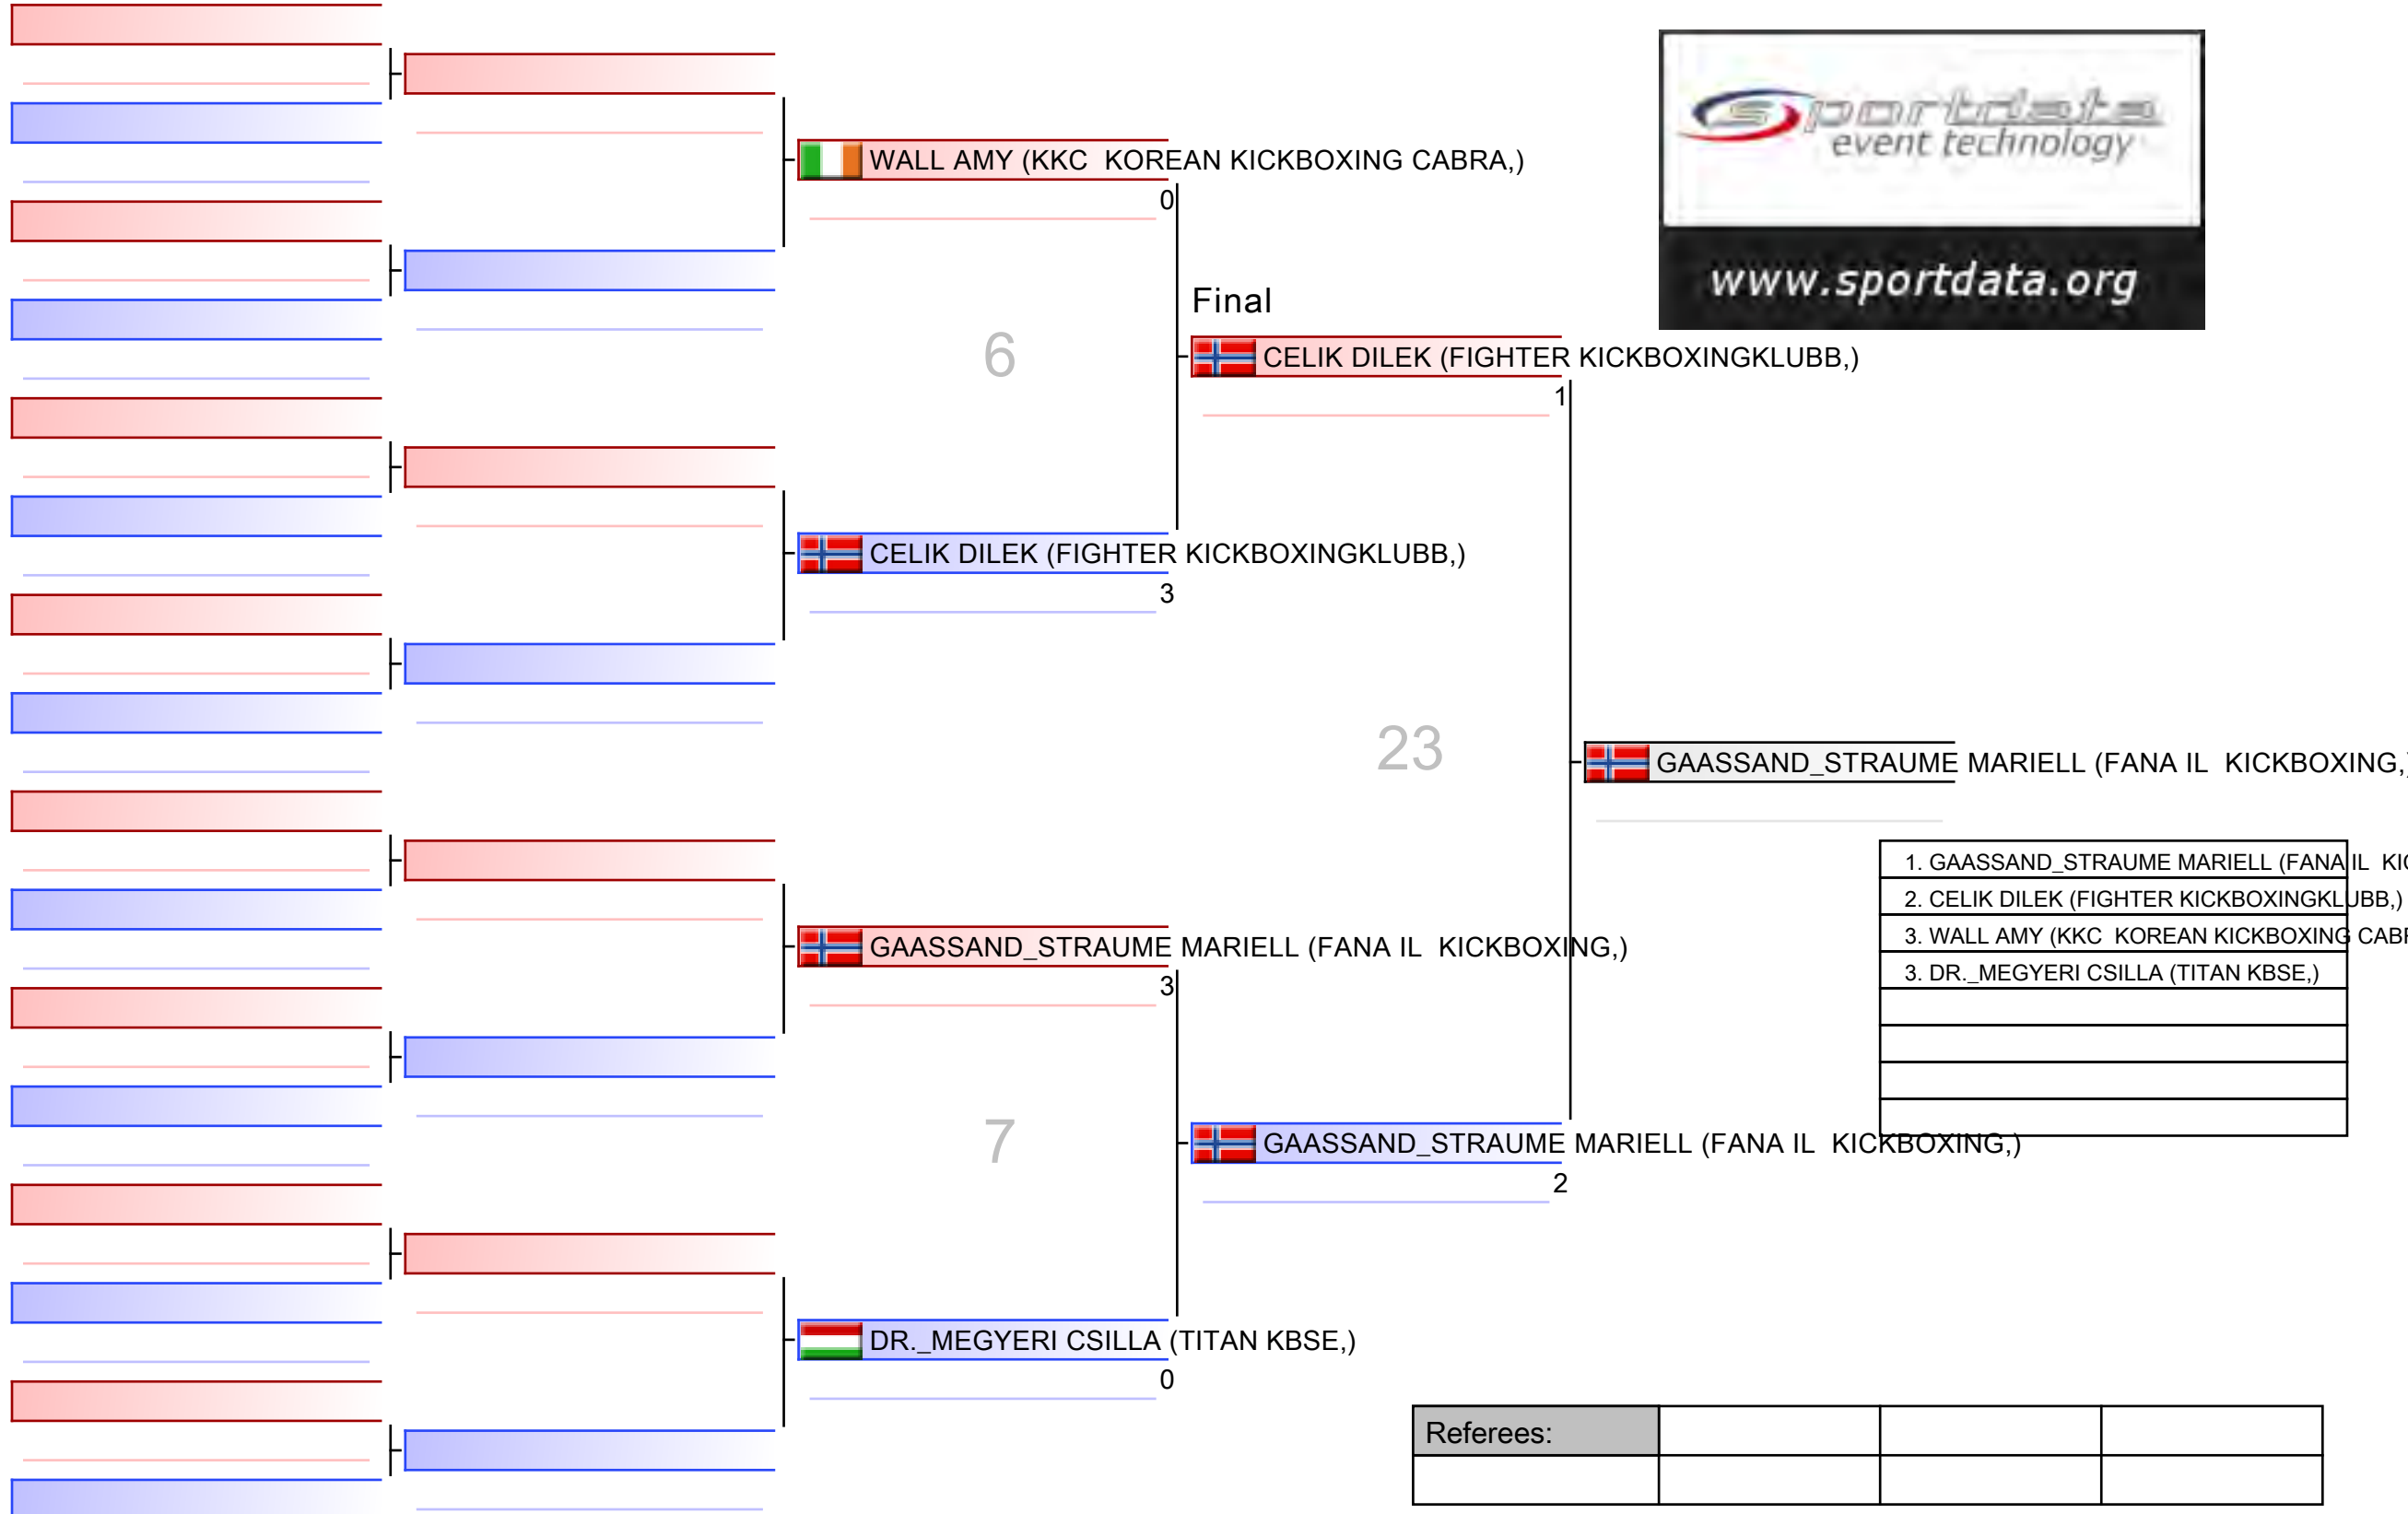 sportdata
event technology
www.sportdata.org
WALL AMY (KKC  KOREAN KICKBOXING CABRA,)
0
Final
6
CELIK DILEK (FIGHTER KICKBOXINGKLUBB,)
1
CELIK DILEK (FIGHTER KICKBOXINGKLUBB,)
3
23
GAASSAND_STRAUME MARIELL (FANA IL  KICKBOXING,)
1. GAASSAND_STRAUME MARIELL (FANA IL  KIC
2. CELIK DILEK (FIGHTER KICKBOXINGKLUBB,)
3. WALL AMY (KKC  KOREAN KICKBOXING CABR
3. DR._MEGYERI CSILLA (TITAN KBSE,)
GAASSAND_STRAUME MARIELL (FANA IL  KICKBOXING,)
3
7
GAASSAND_STRAUME MARIELL (FANA IL  KICKBOXING,)
2
DR._MEGYERI CSILLA (TITAN KBSE,)
0
Referees: